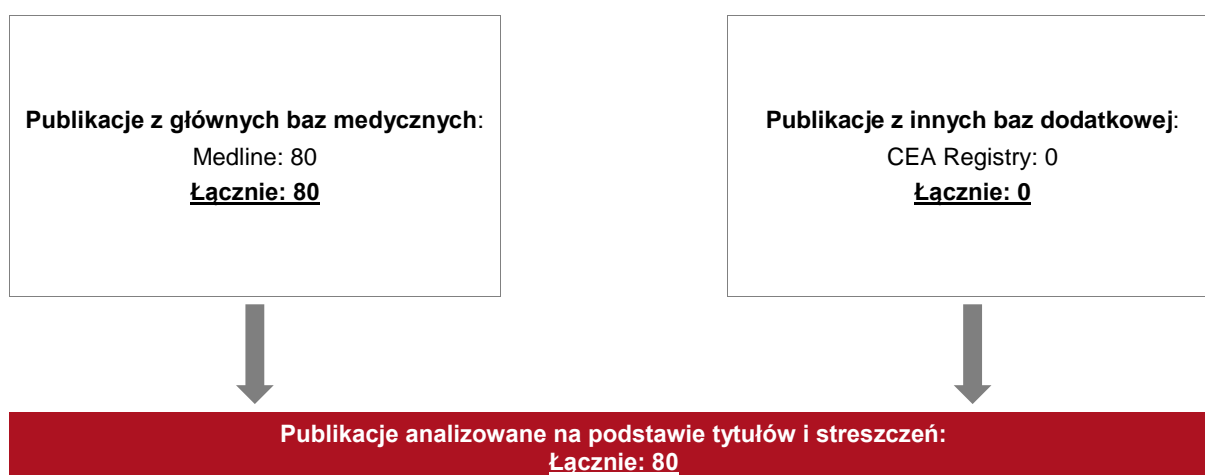 Publikacje z głównych baz medycznych:
Medline: 80
Łącznie: 80
Publikacje z innych baz dodatkowej:
CEA Registry: 0
Łącznie: 0
Publikacje analizowane na podstawie tytułów i streszczeń:
Łącznie: 80